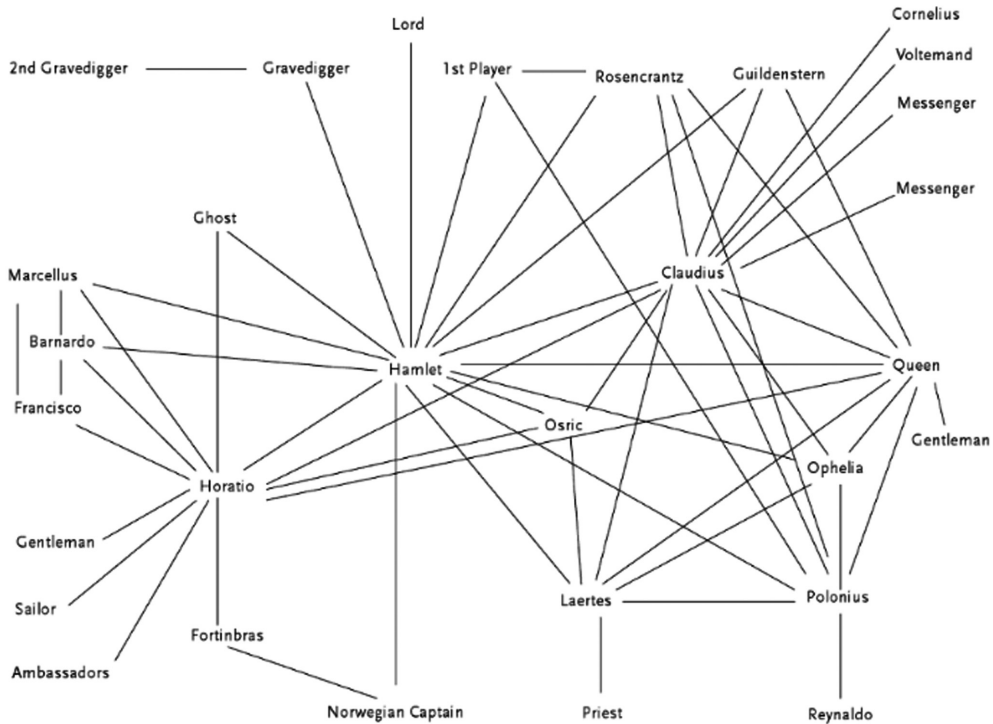 Lord
Cornelius
2nd Gravedigger
Gravedigger
1st Player
Rosencrantz
Guildenstern
Voltemand
Messenger
Messenger
Ghost
Marcellus
Claudius
Barnardo
Hamlet
Queen
Francisco
Osric
Gentleman
Ophelia
Horatio
Gentleman
Laertes
Polonius
Sailor
Fortinbras
Ambassadors
Norwegian Captain
Priest
Reynaldo